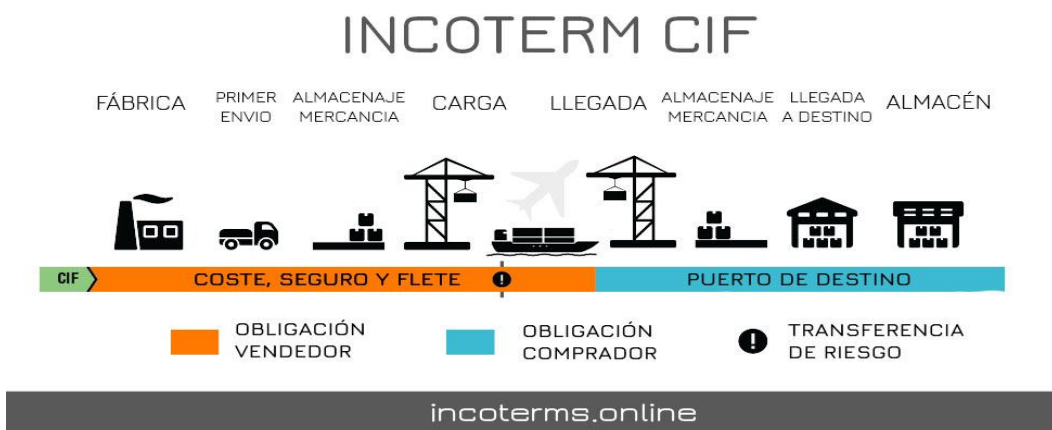 INCOTERM CIF
FÁBRICA
PRIMER
ENVIO
ALMACENAJE
MERCANCIA
CARGA
LLEGADA
ALMACENAJE
MERCANCIA
LLEGADA
A DESTINO
ALMACÉN
CIF
COSTE, SEGURO Y FLETE
!
PUERTO DE DESTINO
OBLIGACIÓN
VENDEDOR
OBLIGACIÓN
COMPRADOR
!
TRANSFERENCIA
DE RIESGO
incoterms.online